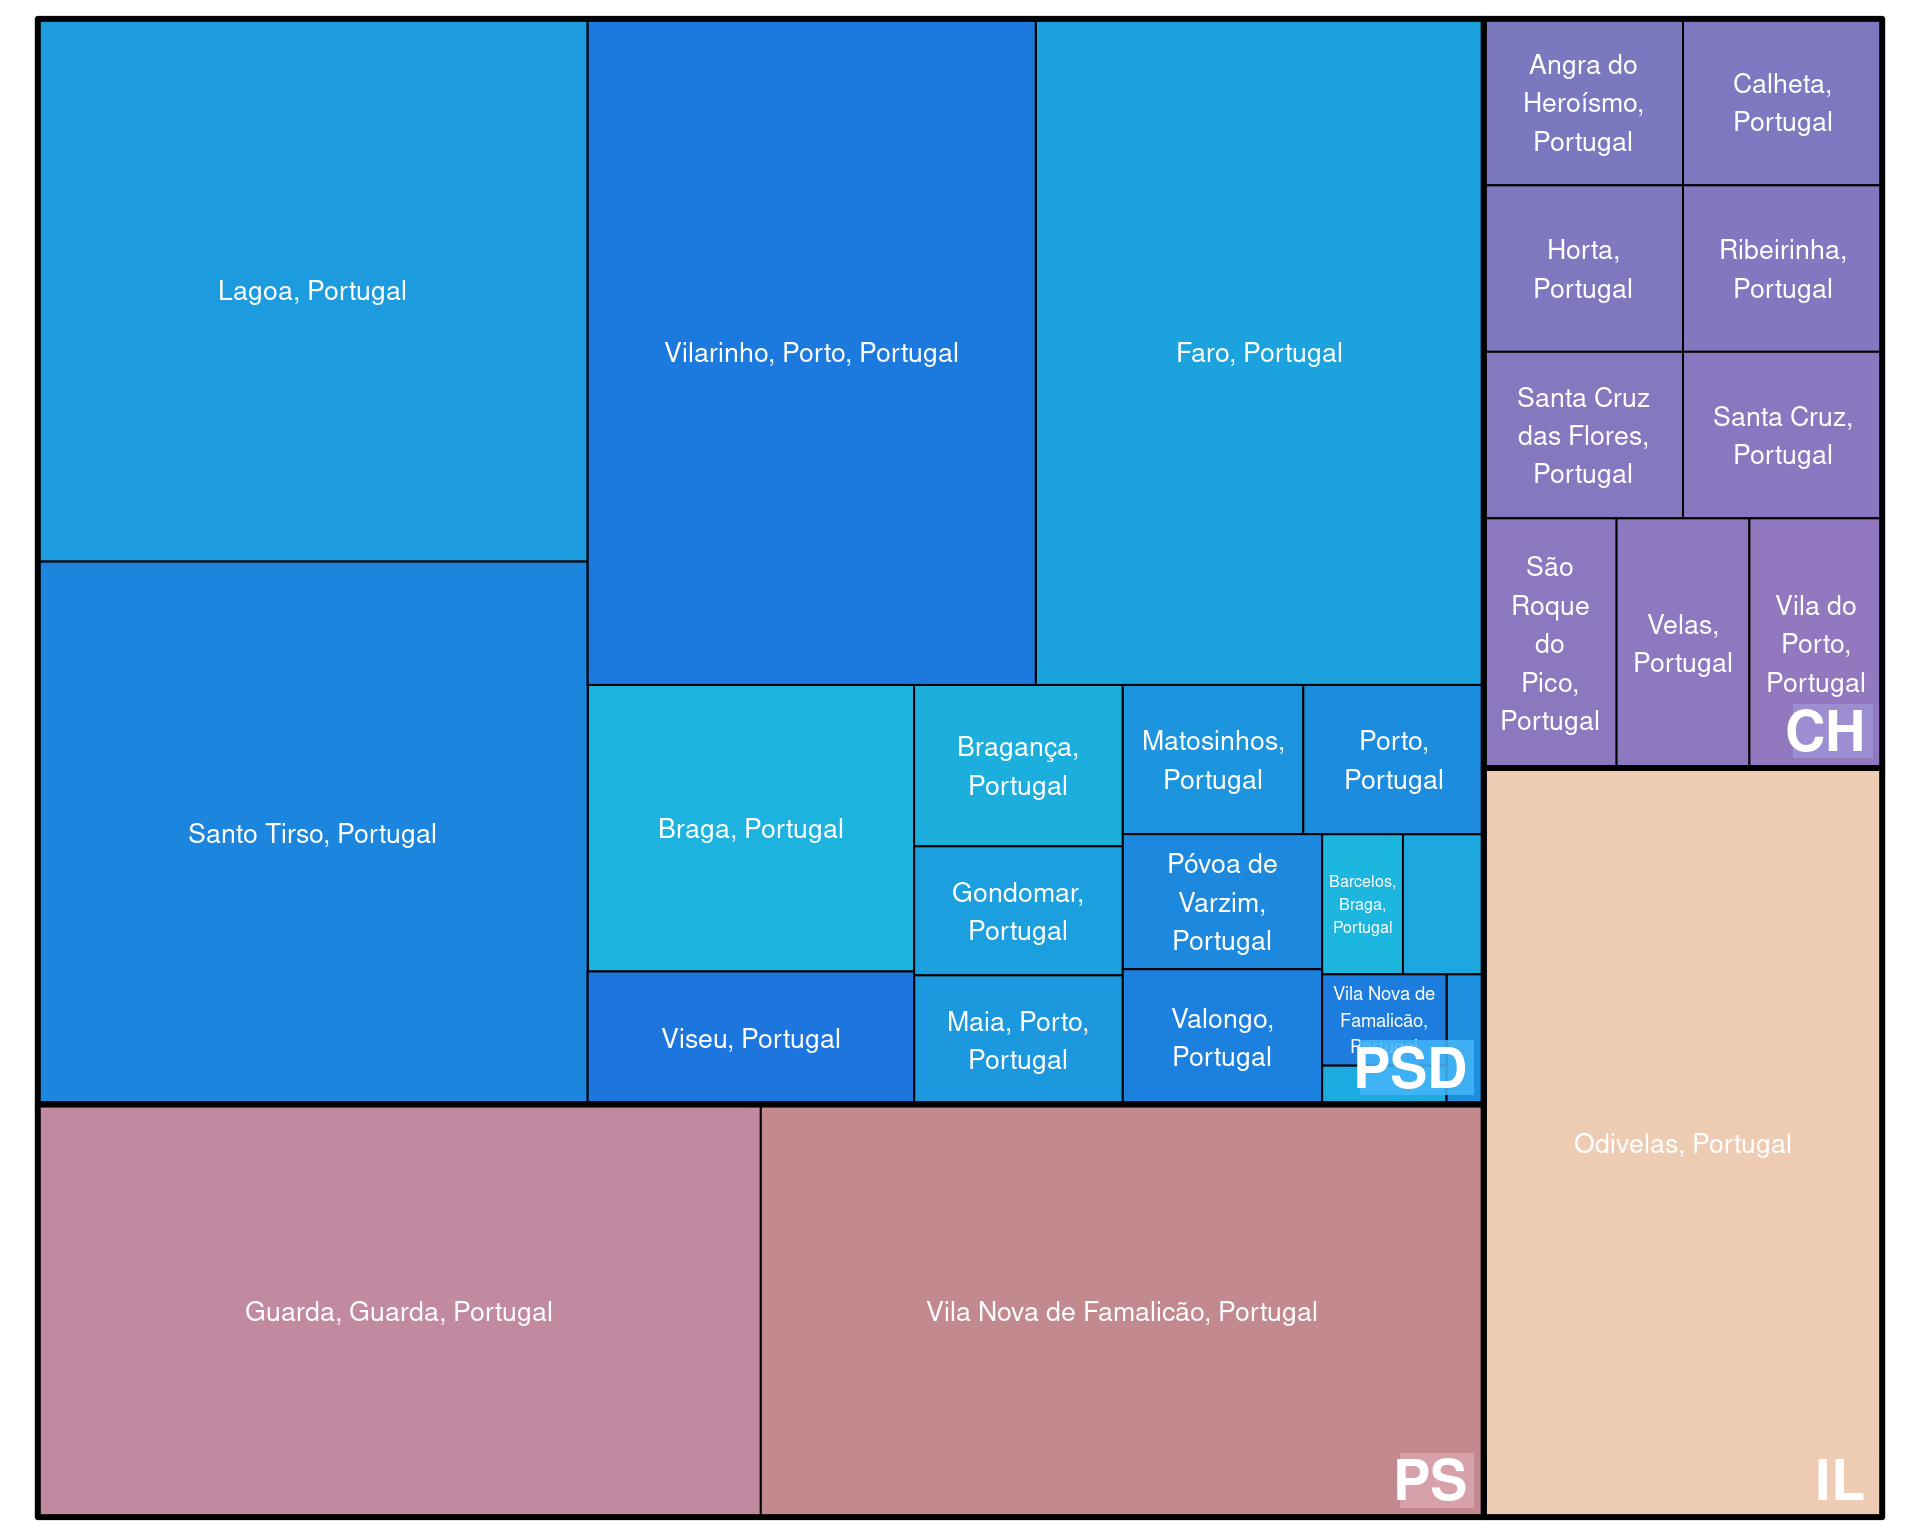 Lagoa, Portugal
Santo Tirso, Portugal
Vilarinho, Porto, Portugal
Faro, Portugal
Braga, Portugal
Viseu, Portugal
Bragança,
Portugal
Gondomar,
Portugal
Maia, Porto,
Portugal
Matosinhos,
Portugal
Porto,
Portugal
Póvoa de
Varzim,
Portugal
Valongo,
Portugal
Barcelos,
Braga,
Portugal
Vila Nova de
Famalicão,
Portugal
PSD
Guarda, Guarda, Portugal
Vila Nova de Famalicão, Portugal
PS
Angra do
Heroísmo,
Portugal
Calheta,
Portugal
Horta,
Portugal
Ribeirinha,
Portugal
Santa Cruz
das Flores,
Portugal
Santa Cruz,
Portugal
São
Roque
do
Pico,
Portugal
Velas,
Portugal
Vila do
Porto,
Portugal
CH
Odivelas, Portugal
IL